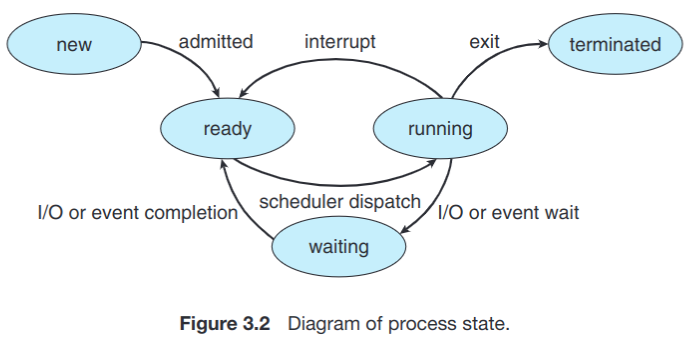 new
admitted
interrupt
exit
terminated
ready
running
I/O or event completion
scheduler dispatch
I/O or event wait
waiting
Figure 3.2 Diagram of process state.